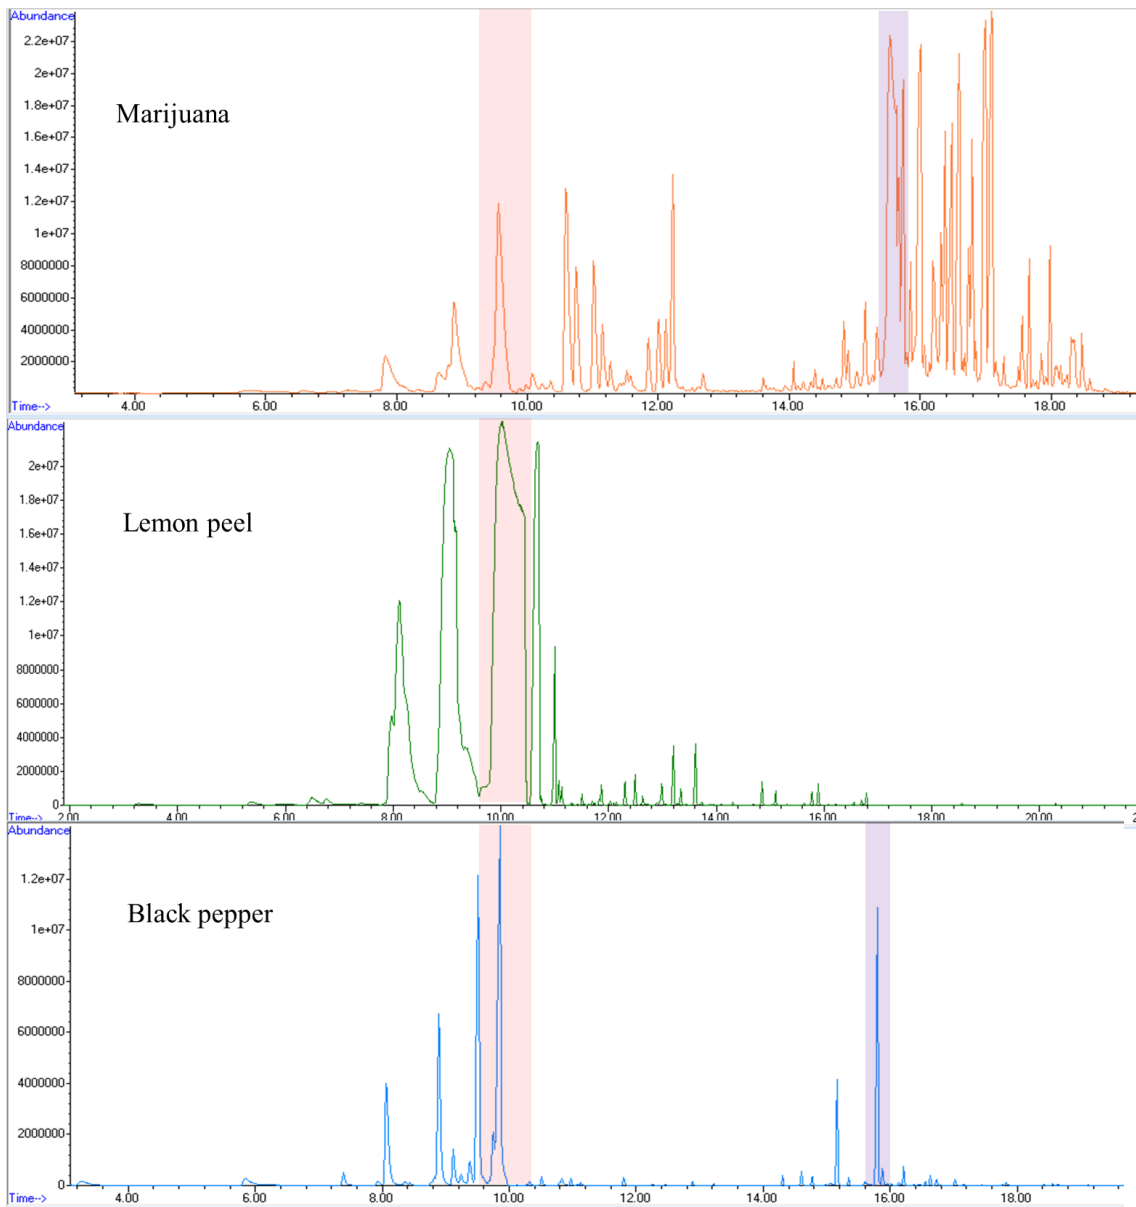 Abundance
2.2e+07
2e+07
1.8e+07
1.6e+07
1.4e+07
1.2e+07
1e+07
8000000
6000000
4000000
2000000
Marijuana
4.00 6.00 8.00 10.00 12.00 14.00 16.00 18.00
Time-->
Abundance
2e+07
1.8e+07
1.6e+07
1.4e+07
1.2e+07
1e+07
8000000
6000000
4000000
2000000
0
Lemon peel
2.00 4.00 6.00 8.00 10.00 12.00 14.00 16.00 18.00 20.00
Time-->
Abundance
1.2e+07
1e+07
8000000
6000000
4000000
2000000
0
Black pepper
4.00 6.00 8.00 10.00 12.00 14.00 16.00 18.00
Time-->